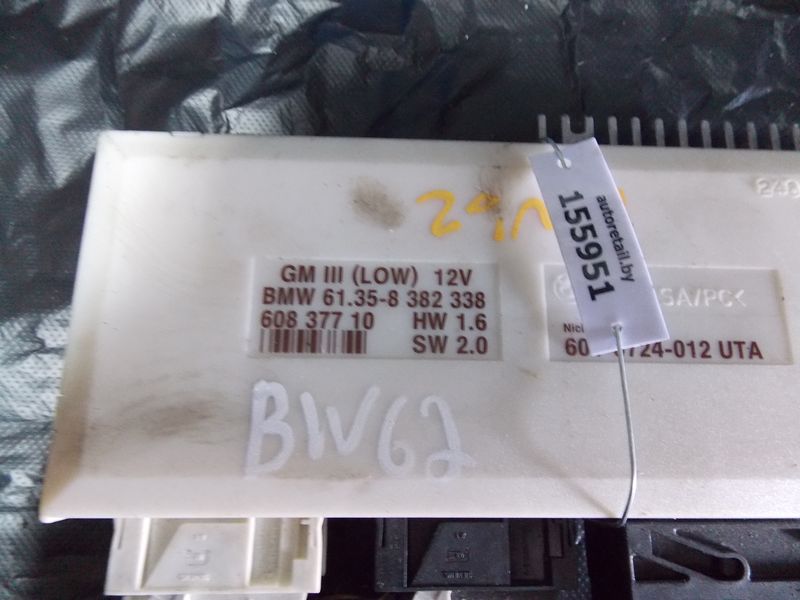 GM III (LOW) 12V
BMW 61.35-8 382 338
608 377 10 HW 1.6
SW 2.0
BW62
autoretail.by
155951
SA/PC<
724-012 UTA